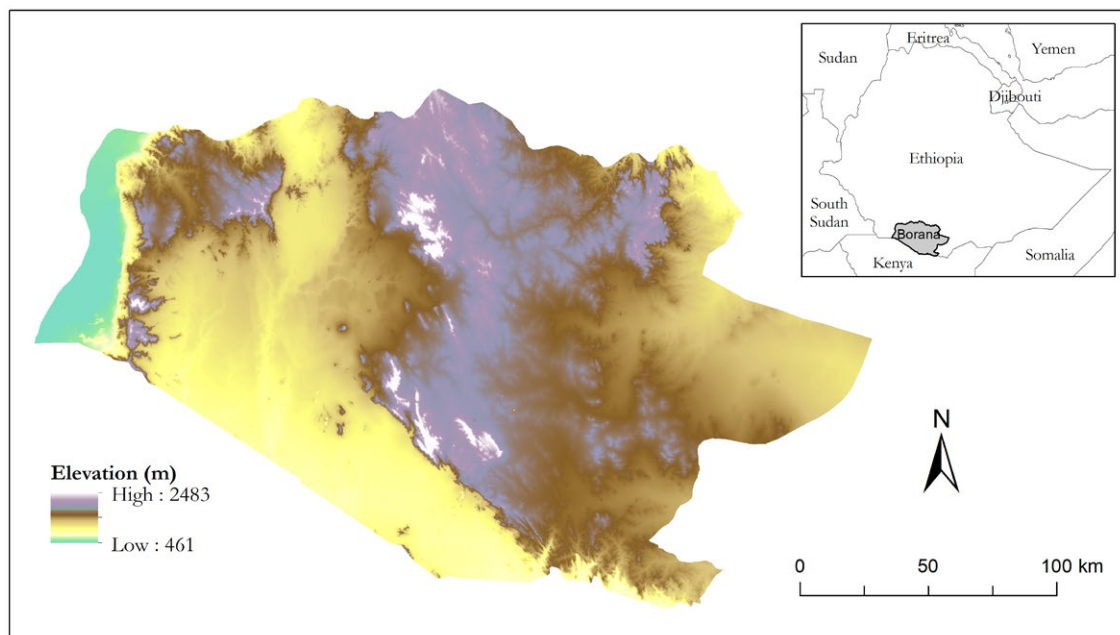 Eritrea
Yemen
Sudan
Djibouti
Ethiopia
South
Sudan
Borana
Kenya
Somalia
N
Elevation (m)
High : 2483
Low : 461
0 50 100 km